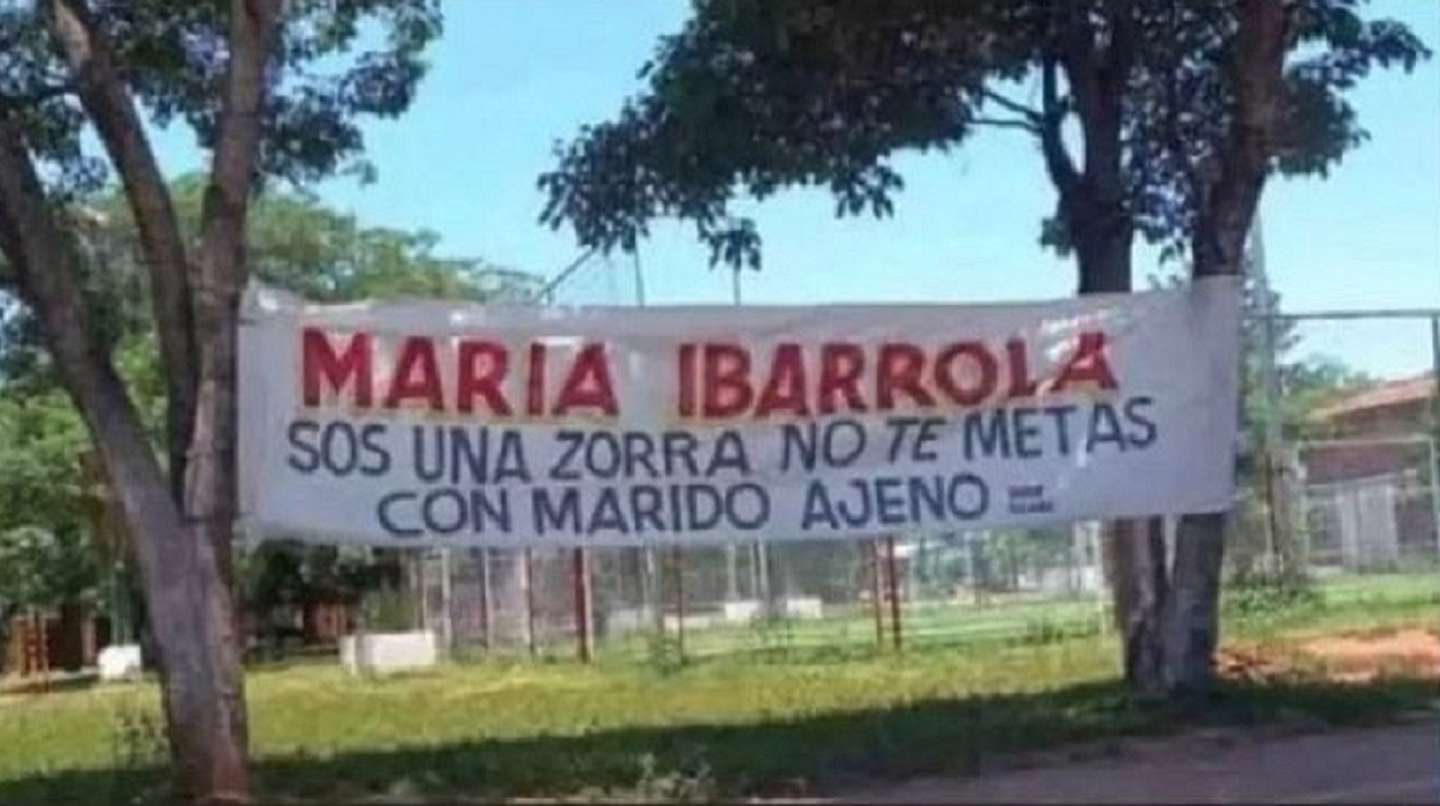 MARIA IBARROLA
SOS UNA ZORRA NO TE METAS
CON MARIDO AJENO